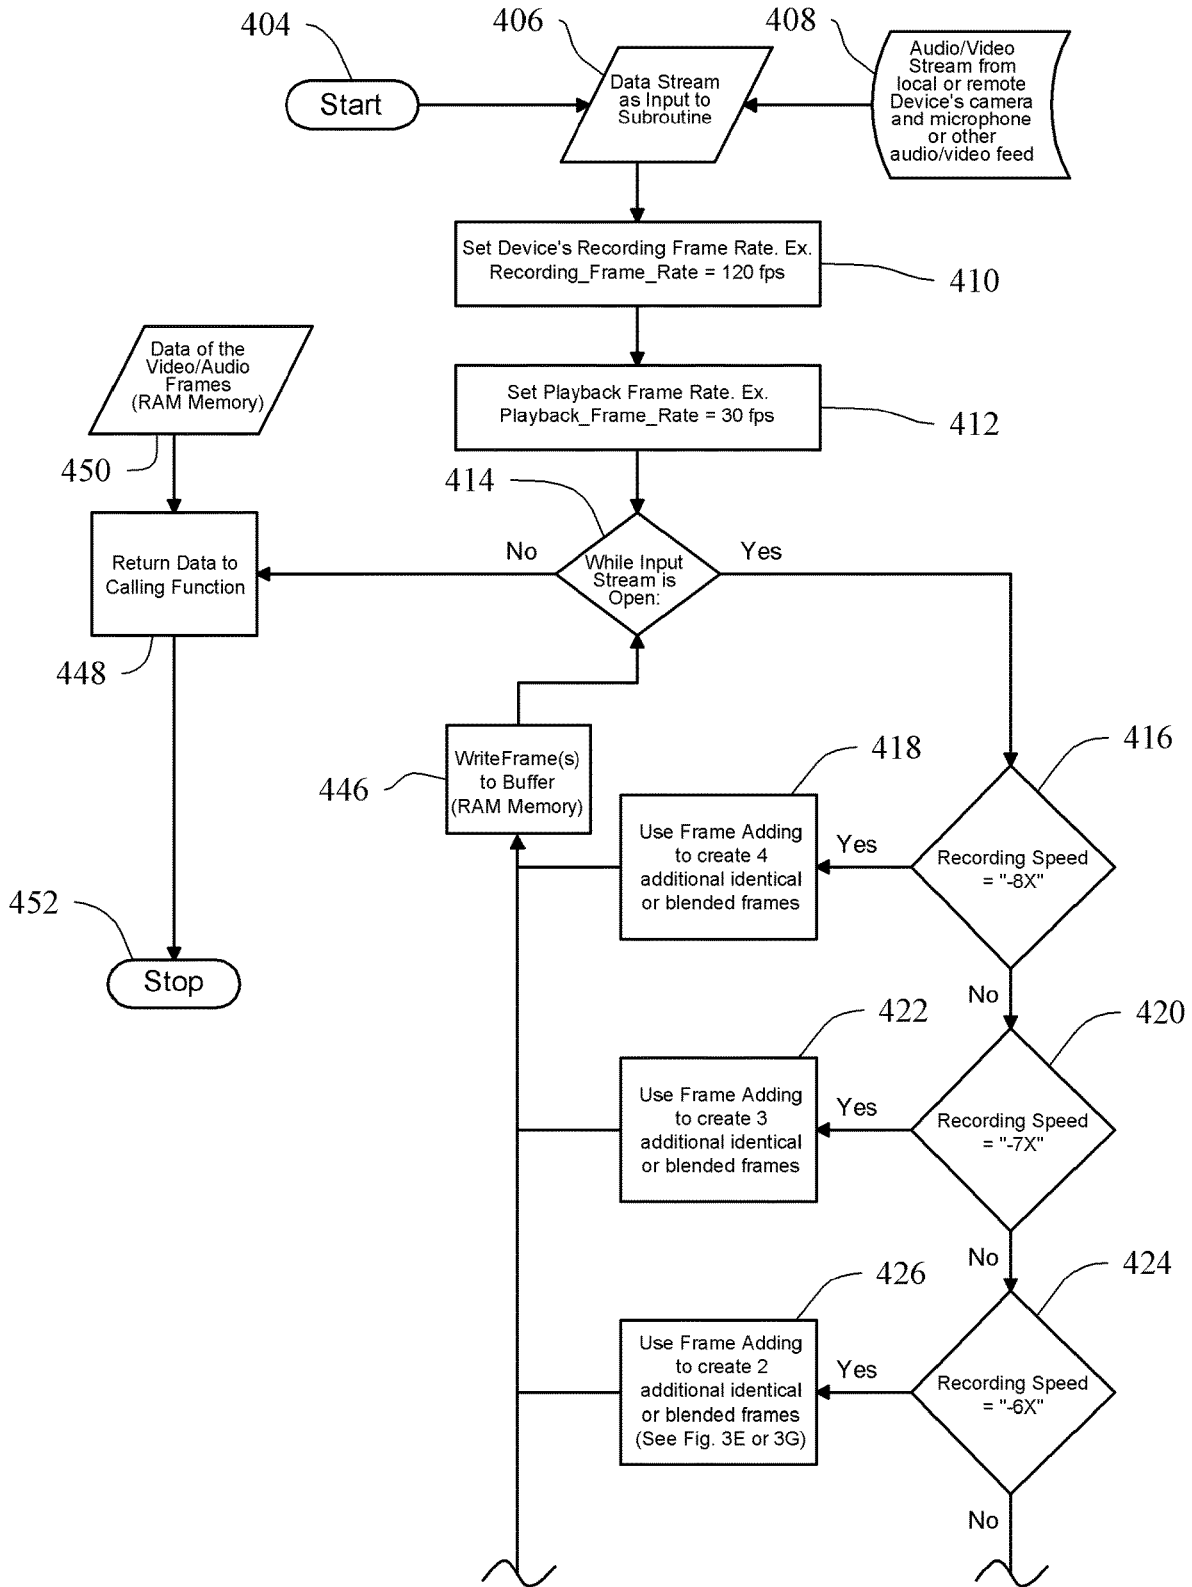 404
Start
406
Data Stream
as Input to
Subroutine
408
Audio/Video
Stream from
local or remote
Device's camera
and microphone
or other
audio/video feed
Set Device's Recording Frame Rate. Ex.
Recording_Frame_Rate = 120 fps
410
Data of the
Video/Audio
Frames
(RAM Memory)
450
Set Playback Frame Rate. Ex.
Playback_Frame_Rate = 30 fps
412
414
While Input
Stream is
Open:
No
Yes
Return Data to
Calling Function
448
WriteFrame(s)
to Buffer
(RAM Memory)
446
418
Use Frame Adding
to create 4
additional identical
or blended frames
Yes
416
Recording Speed
= "-8X"
No
452
Stop
422
Use Frame Adding
to create 3
additional identical
or blended frames
Yes
420
Recording Speed
= "-7X"
No
426
Use Frame Adding
to create 2
additional identical
or blended frames
(See Fig. 3E or 3G)
Yes
424
Recording Speed
= "-6X"
No